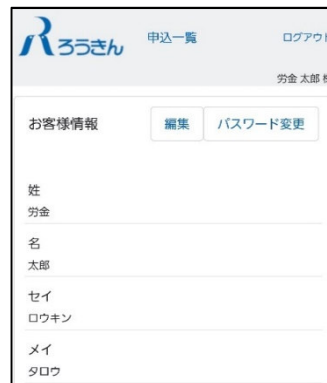 ろうきん 申込一覧 ログアウト
労金 太郎 様
お客様情報 編集 パスワード変更
姓
労金
名
太郎
セイ
ロウキン
メイ
タロウ